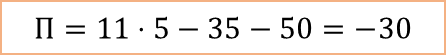 П = 11 · 5 − 35 − 50 = −30